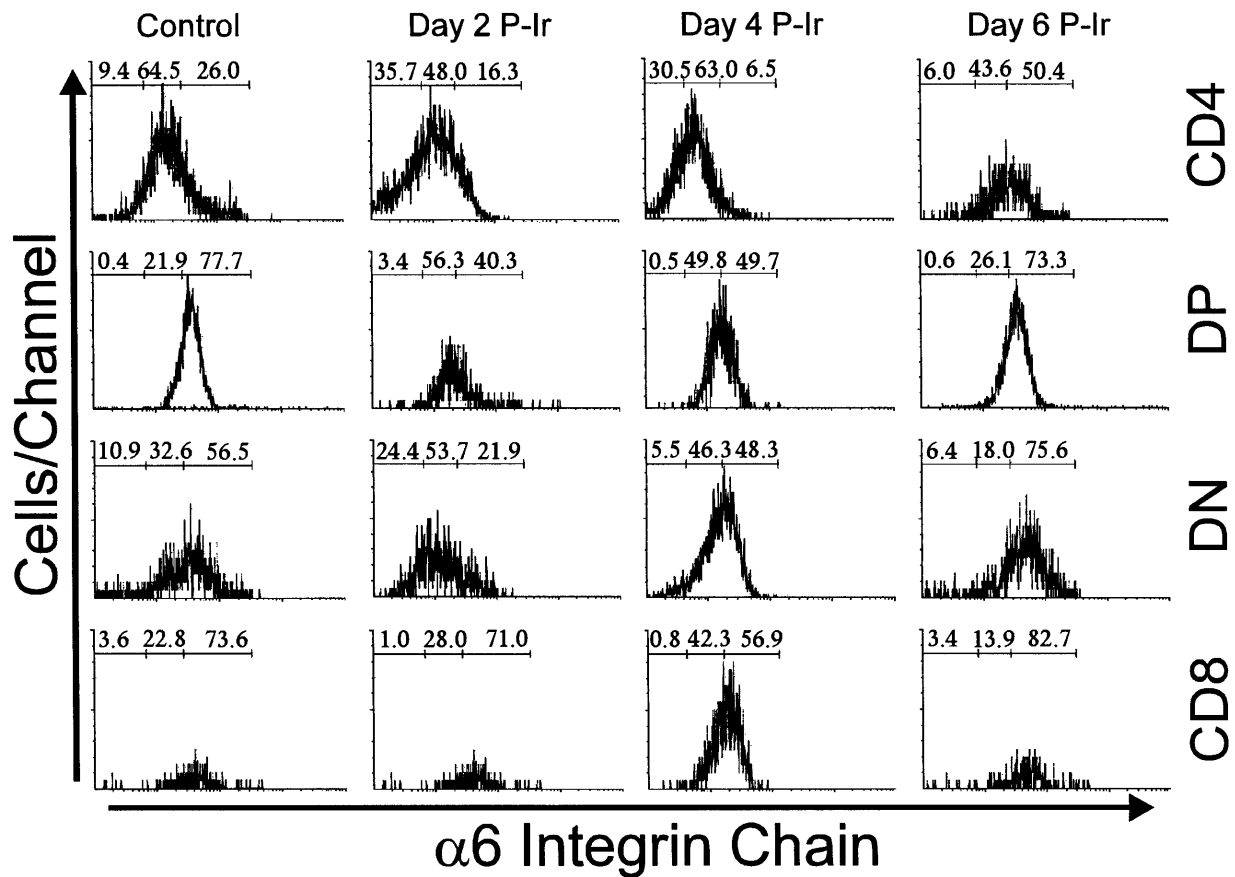 Control Day 2 P-Ir Day 4 P-Ir Day 6 P-Ir
9.4 64.5 26.0 35.7 48.0 16.3 30.5 63.0 6.5 6.0 43.6 50.4
CD4
0.4 21.9 77.7 3.4 56.3 40.3 0.5 49.8 49.7 0.6 26.1 73.3
DP
10.9 32.6 56.5 24.4 53.7 21.9 5.5 46.3 48.3 6.4 18.0 75.6
DN
3.6 22.8 73.6 1.0 28.0 71.0 0.8 42.3 56.9 3.4 13.9 82.7
CD8
Cells/Channel
α6 Integrin Chain